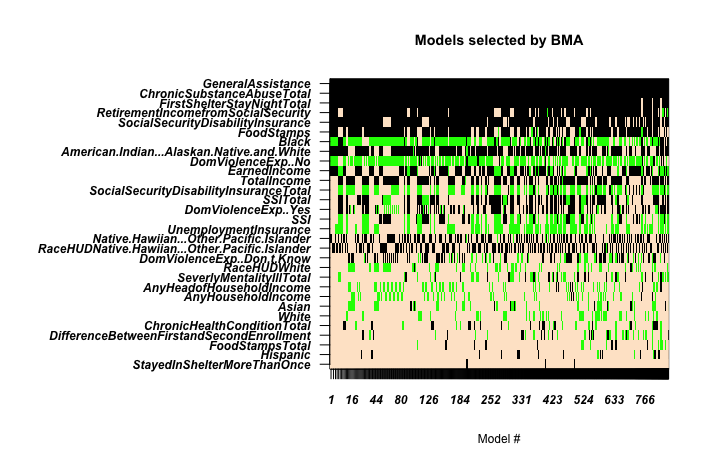 Models selected by BMA
GeneralAssistance
ChronicSubstanceAbuseTotal
FirstShelterStayNightTotal
RetirementIncomefromSocialSecurity
SocialSecurityDisabilityInsurance
FoodStamps
Black
American.Indian...Alaskan.Native.and.White
DomViolenceExp..No
EarnedIncome
TotalIncome
SocialSecurityDisabilityInsuranceTotal
SSITotal
DomViolenceExp..Yes
SSI
UnemploymentInsurance
Native.Hawiian...Other.Pacific.Islander
RaceHUDNative.Hawiian...Other.Pacific.Islander
DomViolenceExp..Don.t.Know
RaceHUDWhite
SeverlyMentalityIllTotal
AnyHeadofHouseholdIncome
AnyHouseholdIncome
Asian
White
ChronicHealthConditionTotal
DifferenceBetweenFirstandSecondEnrollment
FoodStampsTotal
Hispanic
StayedInShelterMoreThanOnce
1 16 44 80 126 184 252 331 423 524 633 766
Model #